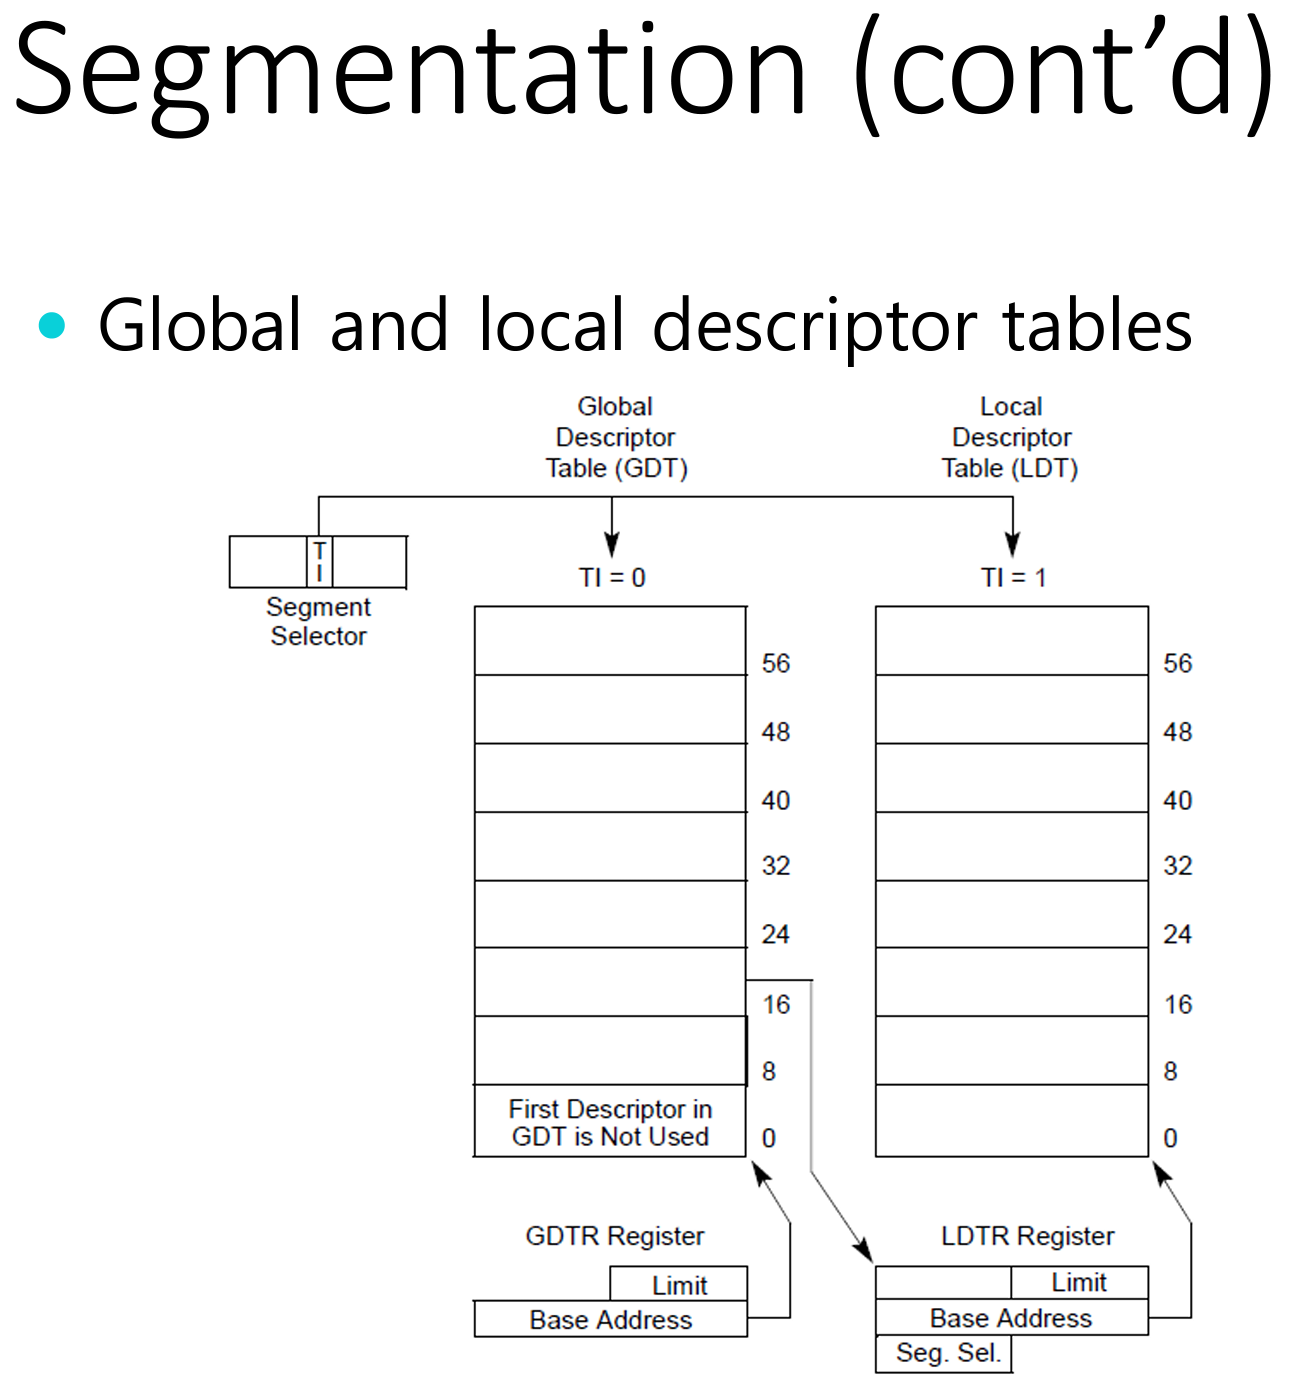 Segmentation (cont’d)
• Global and local descriptor tables
Global
Descriptor
Table (GDT)
Local
Descriptor
Table (LDT)
T
I
Segment
Selector
TI = 0
TI = 1
56
48
40
32
24
16
8
First Descriptor in
GDT is Not Used
0
56
48
40
32
24
16
8
0
GDTR Register
Limit
Base Address
LDTR Register
Limit
Base Address
Seg. Sel.